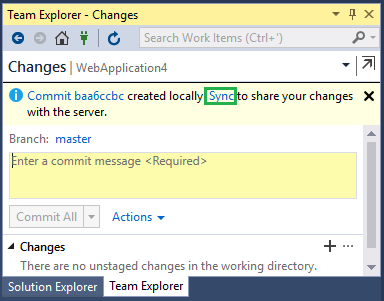 Team Explorer - Changes
Search Work Items (Ctrl+')
Changes | WebApplication4
Commit baa6ccbc created locally Sync to share your changes
with the server.
Branch: master
Enter a commit message <Required>
Commit All Actions
Changes
There are no unstaged changes in the working directory.
Solution Explorer Team Explorer